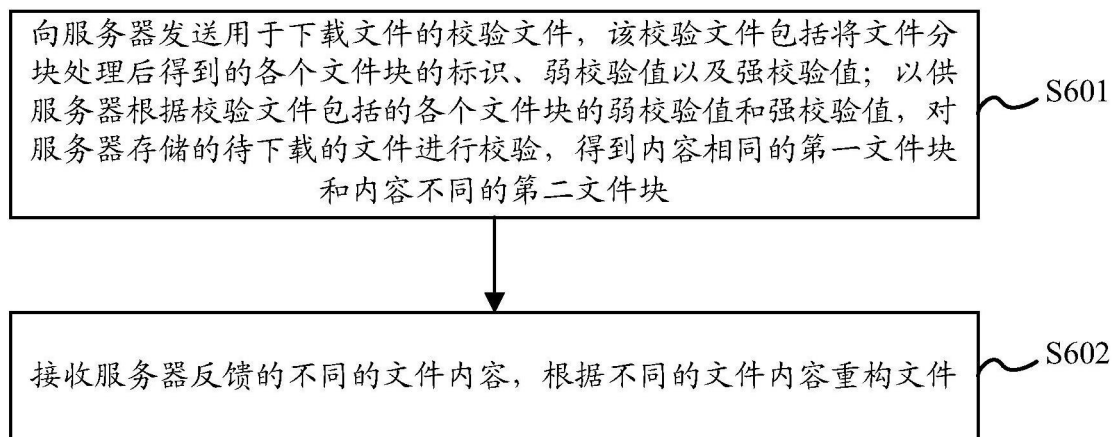 向服务器发送用于下载文件的校验文件，该校验文件包括将文件分
块处理后得到的各个文件块的标识、弱校验值以及强校验值；以供
服务器根据校验文件包括的各个文件块的弱校验值和强校验值，对
服务器存储的待下载的文件进行校验，得到内容相同的第一文件块
和内容不同的第二文件块
S601
接收服务器反馈的不同的文件内容，根据不同的文件内容重构文件
S602